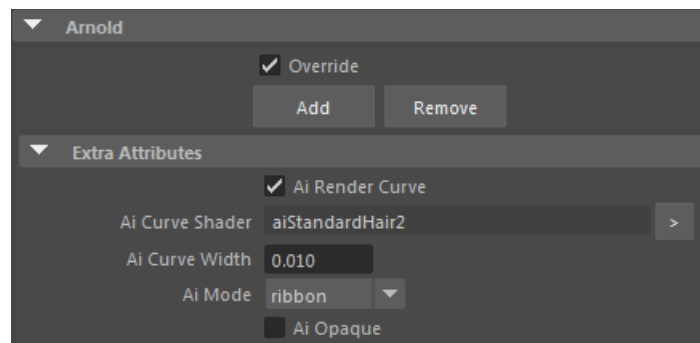 Arnold
Override
Add Remove
Extra Attributes
Ai Render Curve
Ai Curve Shader aiStandardHair2 >
Ai Curve Width 0.010
Ai Mode ribbon
Ai Opaque